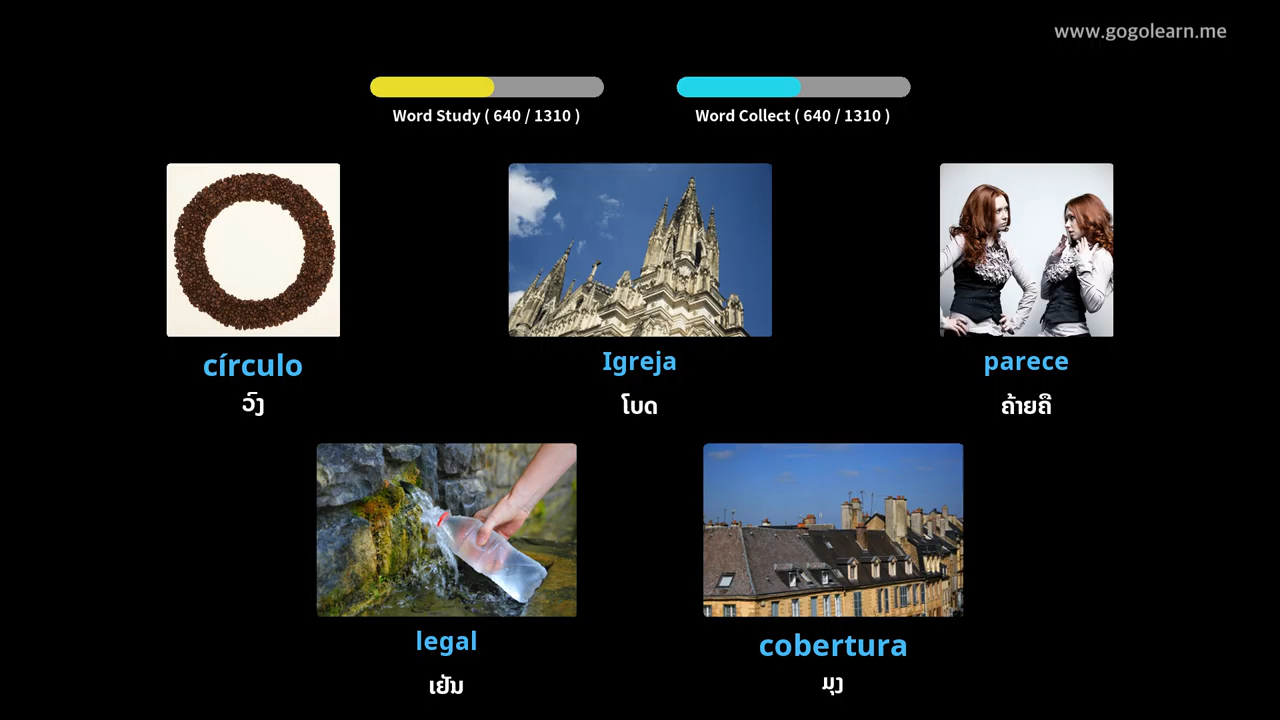 www.gogolearn.me
Word Study ( 640 / 1310 )
Word Collect ( 640 / 1310 )
círculo
ວົງ
Igreja
ໂບດ
parece
ຄ້າຍຄື
legal
ເຢັນ
cobertura
ມຸງ